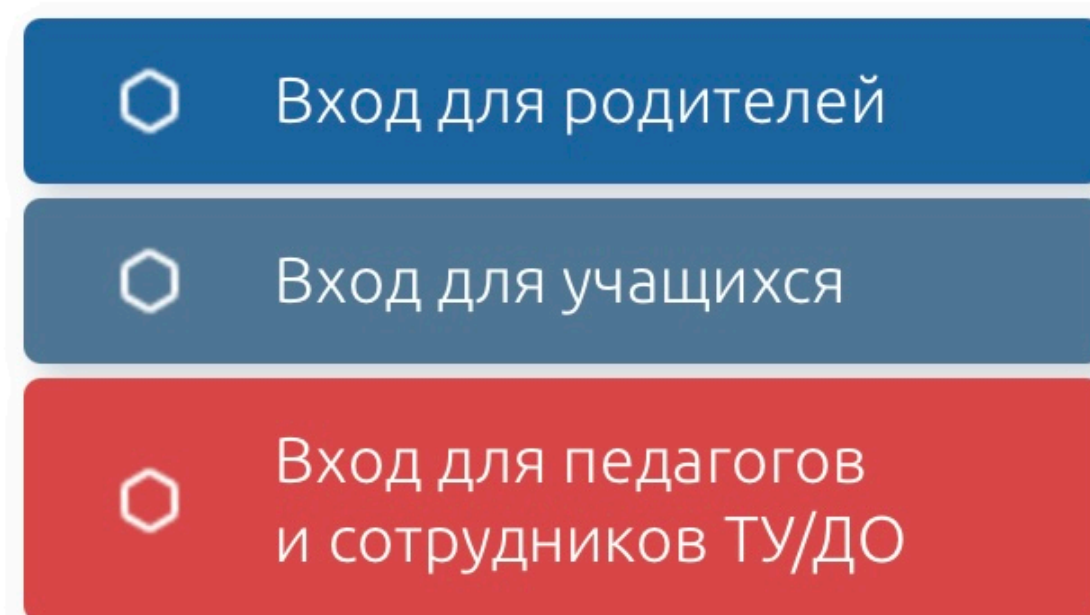 Вход для родителей
Вход для учащихся
Вход для педагогов
и сотрудников ТУ/ДО